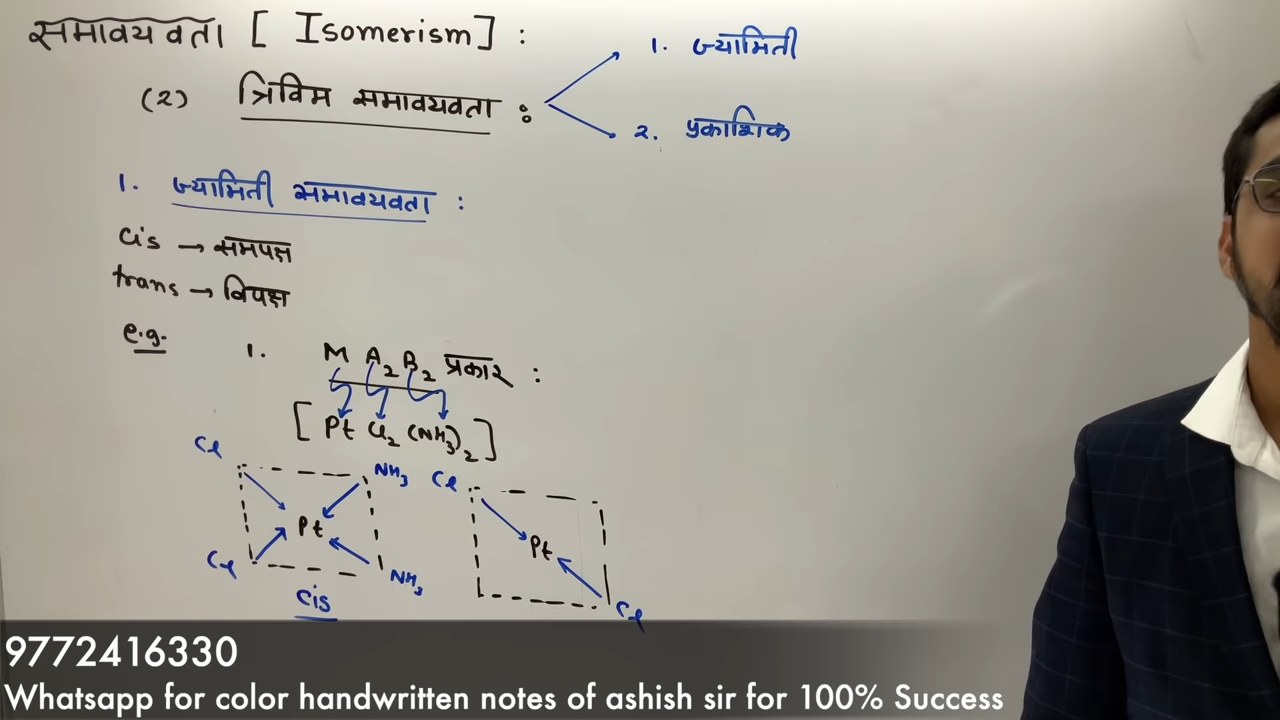 समावयवता [ Isomerism ] :
(2) त्रिविम समावयवता :
1. ज्यामिती
2. प्रकाशिक
1. ज्यामिती समावयवता :
Cis → समपक्ष
trans → विपक्ष
e.g. 1. M A2 B2 प्रकार :
[ Pt Cl2 (NH3)2 ]
Cl NH3 Cl
Pt Pt
Cl NH3 Cl
Cis
9772416330
Whatsapp for color handwritten notes of ashish sir for 100% Success